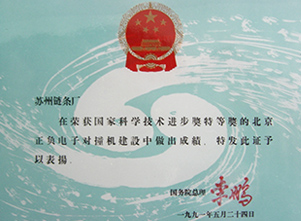 苏州链条厂
在荣获国家科学技术进步奖特等奖的北京
正负电子对撞机建设中做出成绩，特发此证予
以表揚。
国务院总理 李鹏
一九九一年五月二十四日